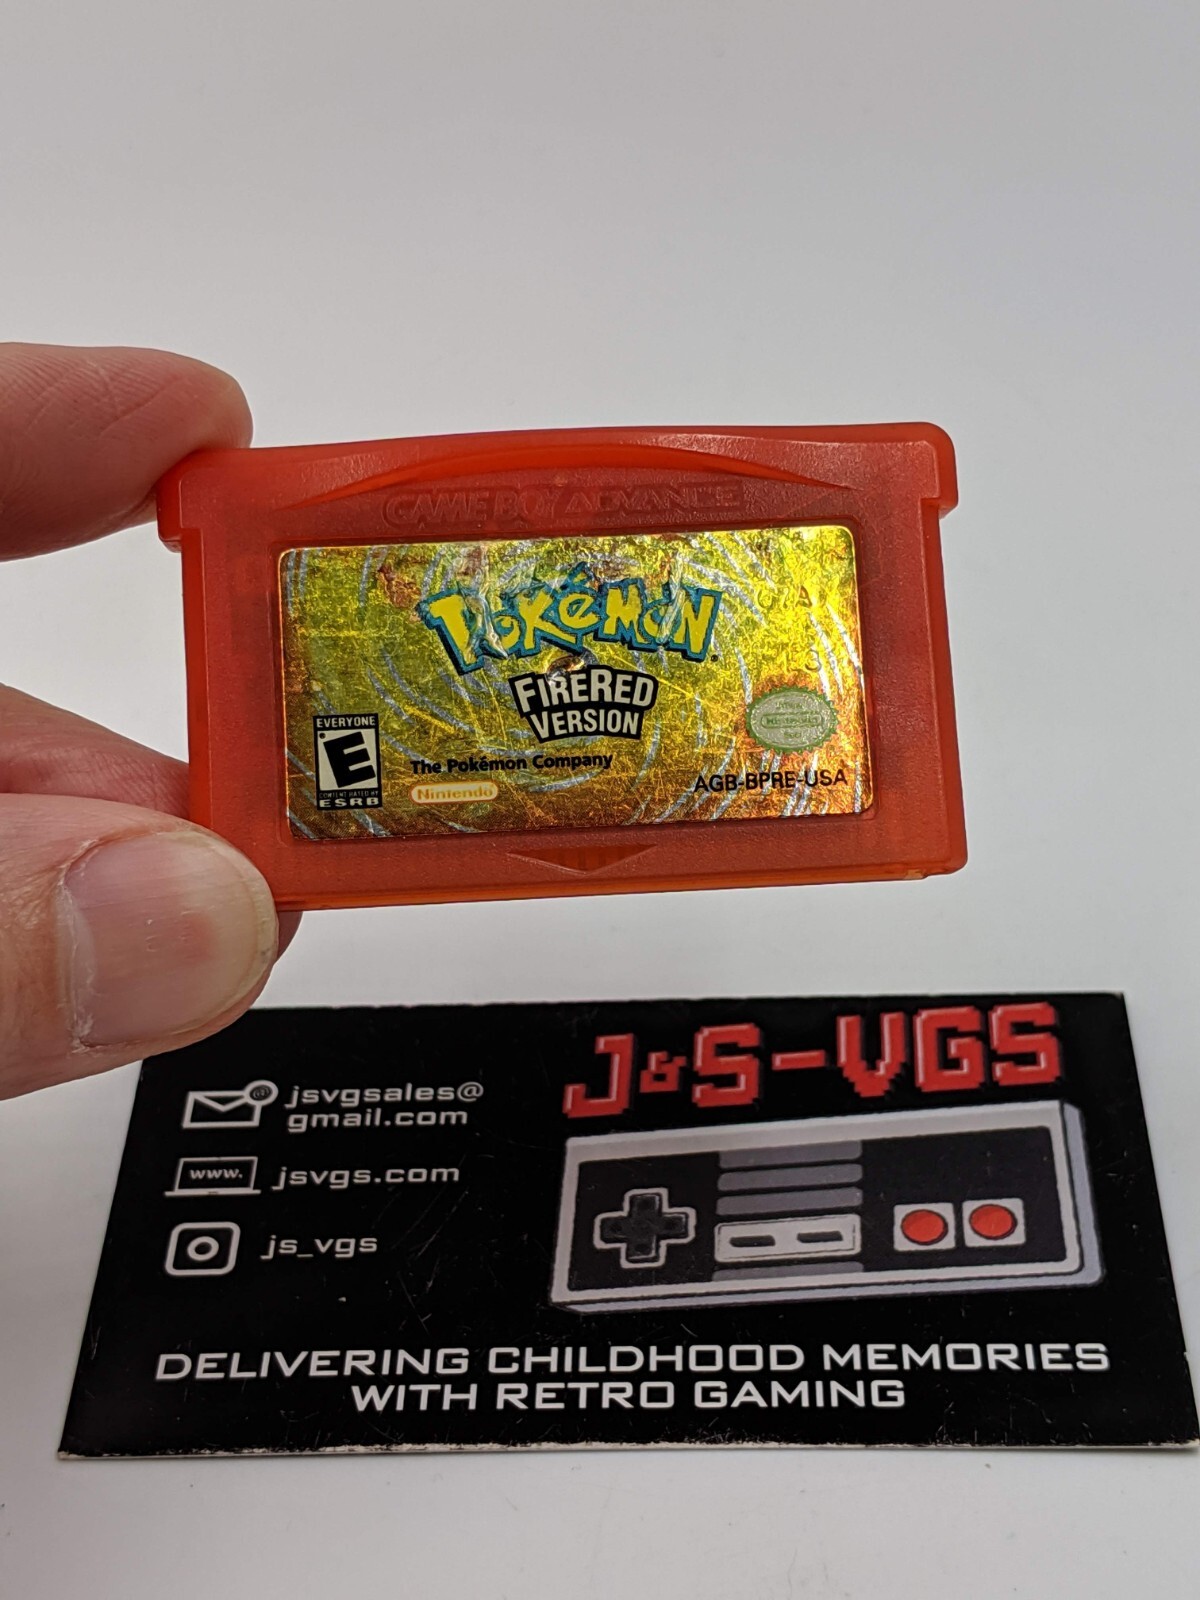 GAME BOY ADVANCE
POKéMON
FIRERED
VERSION
EVERYONE
E
CONTENT RATED BY
ESRB
The Pokémon Company
Nintendo
AGB-BPRE-USA
J&S-VGS
jsvgsales@
gmail.com
www. jsvgs.com
js_vgs
DELIVERING CHILDHOOD MEMORIES
WITH RETRO GAMING